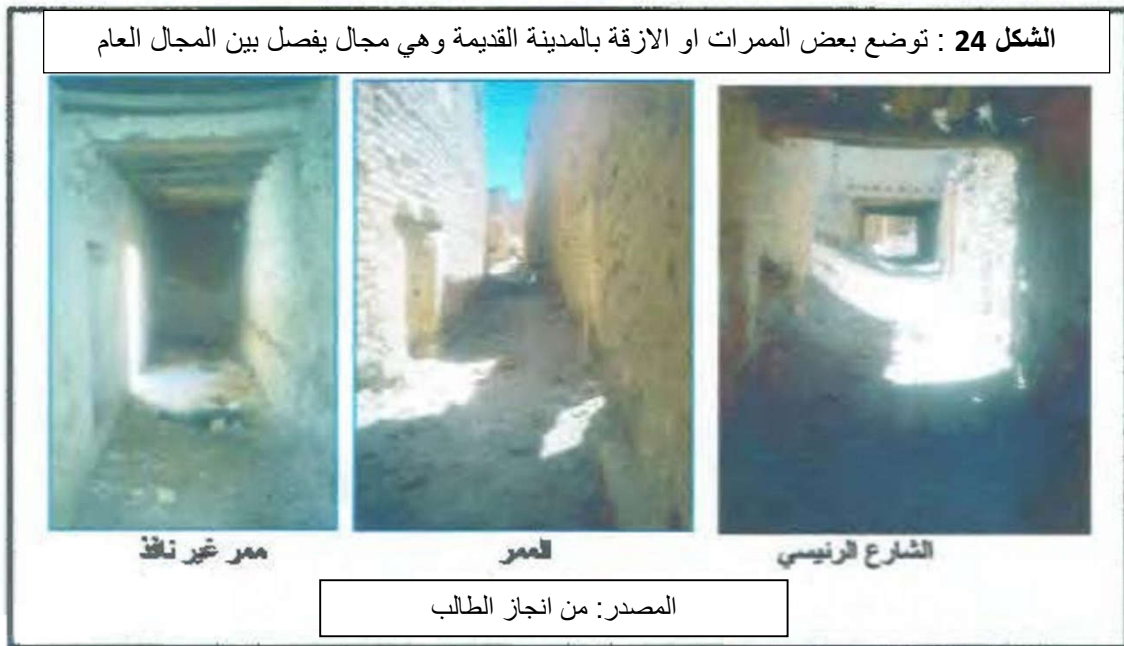 الشكل 24 : توضع بعض الممرات او الازقة بالمدينة القديمة وهي مجال يفصل بين المجال العام
الشارع الرئيسي
الممر
ممر غير نافذ
المصدر: من انجاز الطالب